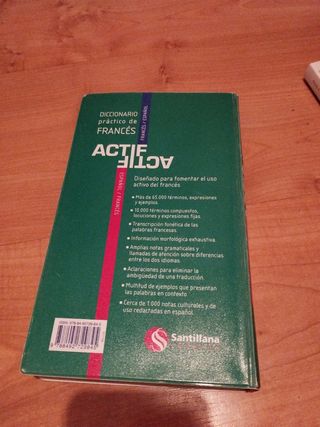 DICCIONARIO
práctico de
FRANCÉS
FRANCÉS / ESPAÑOL
ACTIF
ACTIF
ESPAÑOL / FRANCÉS
Diseñado para fomentar el uso
activo del francés
• Más de 65.000 términos, expresiones
y ejemplos.
• 10.000 términos compuestos,
locuciones y expresiones fijas.
• Transcripción fonética de las
palabras francesas.
• Información morfológica exhaustiva.
• Amplias notas gramaticales y
llamadas de atención sobre diferencias
entre los dos idiomas.
• Aclaraciones para eliminar la
ambigüedad de una traducción.
• Multitud de ejemplos que presentan
las palabras en contexto.
• Cerca de 1.000 notas culturales y de
uso redactadas en español.
Santillana